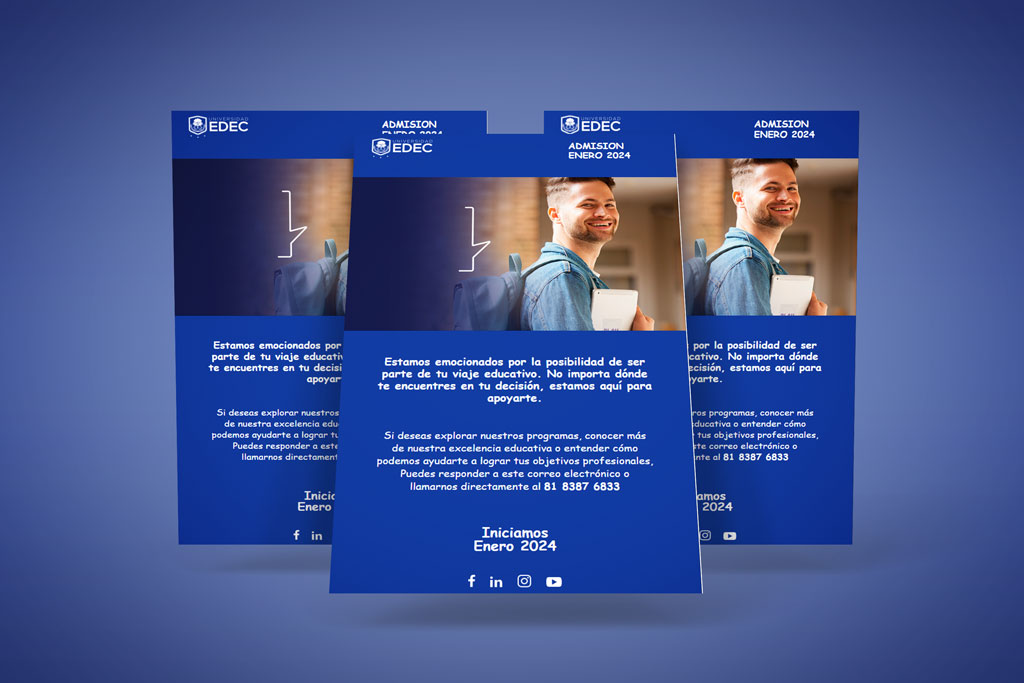 UNIVERSIDAD
EDEC
ADMISION
ENERO 2024
Estamos emocionados por
parte de tu viaje
te encuentres en tu
Si deseas explorar nuestros
de nuestra excelencia
podemos ayudarte a lograr
Puedes responder a este
llamarnos directamente
Enero
UNIVERSIDAD
EDEC
ADMISION
ENERO 2024
por la posibilidad de ser
No importa dónde
estamos aquí para
programas, conocer más
o entender cómo
tus objetivos profesionales,
correo electrónico o
al 81 8387 6833
2024
UNIVERSIDAD
EDEC
ADMISION
ENERO 2024
Estamos emocionados por la posibilidad de ser
parte de tu viaje educativo. No importa dónde
te encuentres en tu decisión, estamos aquí para
apoyarte.
Si deseas explorar nuestros programas, conocer más
de nuestra excelencia educativa o entender cómo
podemos ayudarte a lograr tus objetivos profesionales,
Puedes responder a este correo electrónico o
llamarnos directamente al 81 8387 6833
Iniciamos
Enero 2024